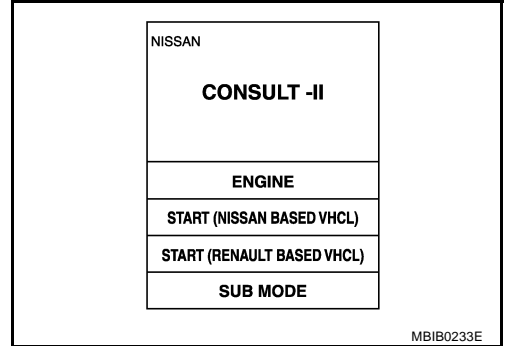 NISSAN
CONSULT -II
ENGINE
START (NISSAN BASED VHCL)
START (RENAULT BASED VHCL)
SUB MODE
MBIB0233E